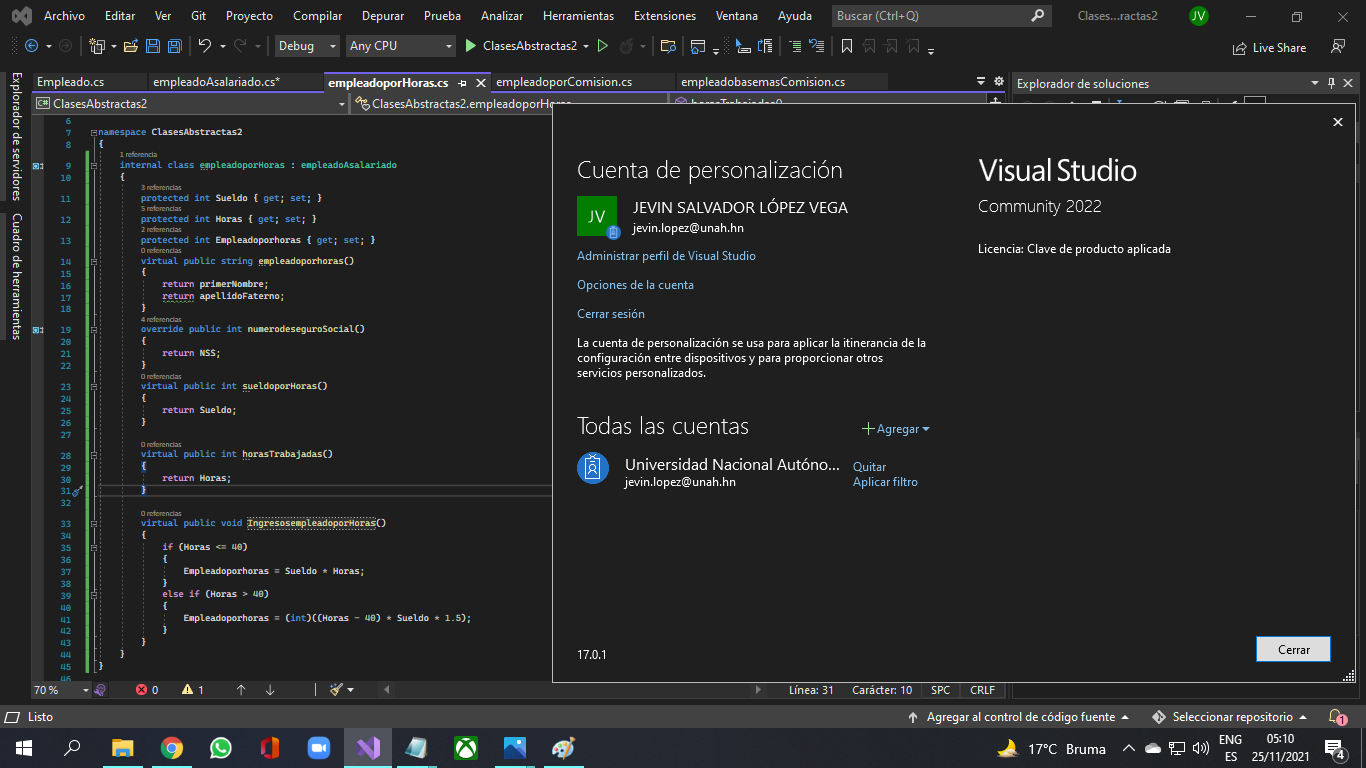 Archivo Editar Ver Git Proyecto Compilar Depurar Prueba Analizar Herramientas Extensiones Ventana Ayuda Buscar (Ctrl+Q) Clases...ractas2 JV
Debug Any CPU ClasesAbstractas2 Live Share
Explorador de servidores
Cuadro de herramientas
Empleado.cs empleadoAsalariado.cs* empleadoporHoras.cs empleadoporComision.cs empleadobasemasComision.cs
Explorador de soluciones
ClasesAbstractas2 ClasesAbstractas2.empleadoporHoras horasTrabajadas()
6
7 namespace ClasesAbstractas2
8 {
1 referencia
9 internal class empleadoporHoras : empleadoAsalariado
10 {
3 referencias
11 protected int Sueldo { get; set; }
5 referencias
12 protected int Horas { get; set; }
2 referencias
13 protected int Empleadoporhoras { get; set; }
0 referencias
14 virtual public string empleadoporhoras()
15 {
16 return primerNombre;
17 return apellidoFaterno;
18 }
4 referencias
19 override public int numerodeseguroSocial()
20 {
21 return NSS;
22 }
0 referencias
23 virtual public int sueldoporHoras()
24 {
25 return Sueldo;
26 }
27
0 referencias
28 virtual public int horasTrabajadas()
29 {
30 return Horas;
31 }
32
0 referencias
33 virtual public void IngresosempleadoporHoras()
34 {
35 if (Horas <= 40)
36 {
37 Empleadoporhoras = Sueldo * Horas;
38 }
39 else if (Horas > 40)
40 {
41 Empleadoporhoras = (int)((Horas - 40) * Sueldo * 1.5);
42 }
43 }
44 }
45 }
46
Cuenta de personalización
JV
JEVIN SALVADOR LÓPEZ VEGA
jevin.lopez@unah.hn
Administrar perfil de Visual Studio
Opciones de la cuenta
Cerrar sesión
La cuenta de personalización se usa para aplicar la itinerancia de la
configuración entre dispositivos y para proporcionar otros
servicios personalizados.
Todas las cuentas Agregar
Universidad Nacional Autóno... Quitar
jevin.lopez@unah.hn Aplicar filtro
17.0.1
Visual Studio
Community 2022
Licencia: Clave de producto aplicada
Cerrar
70 % 0 1 Línea: 31 Carácter: 10 SPC CRLF
Listo Agregar al control de código fuente Seleccionar repositorio 1
17°C Bruma ENG
ES
05:10
25/11/2021
4